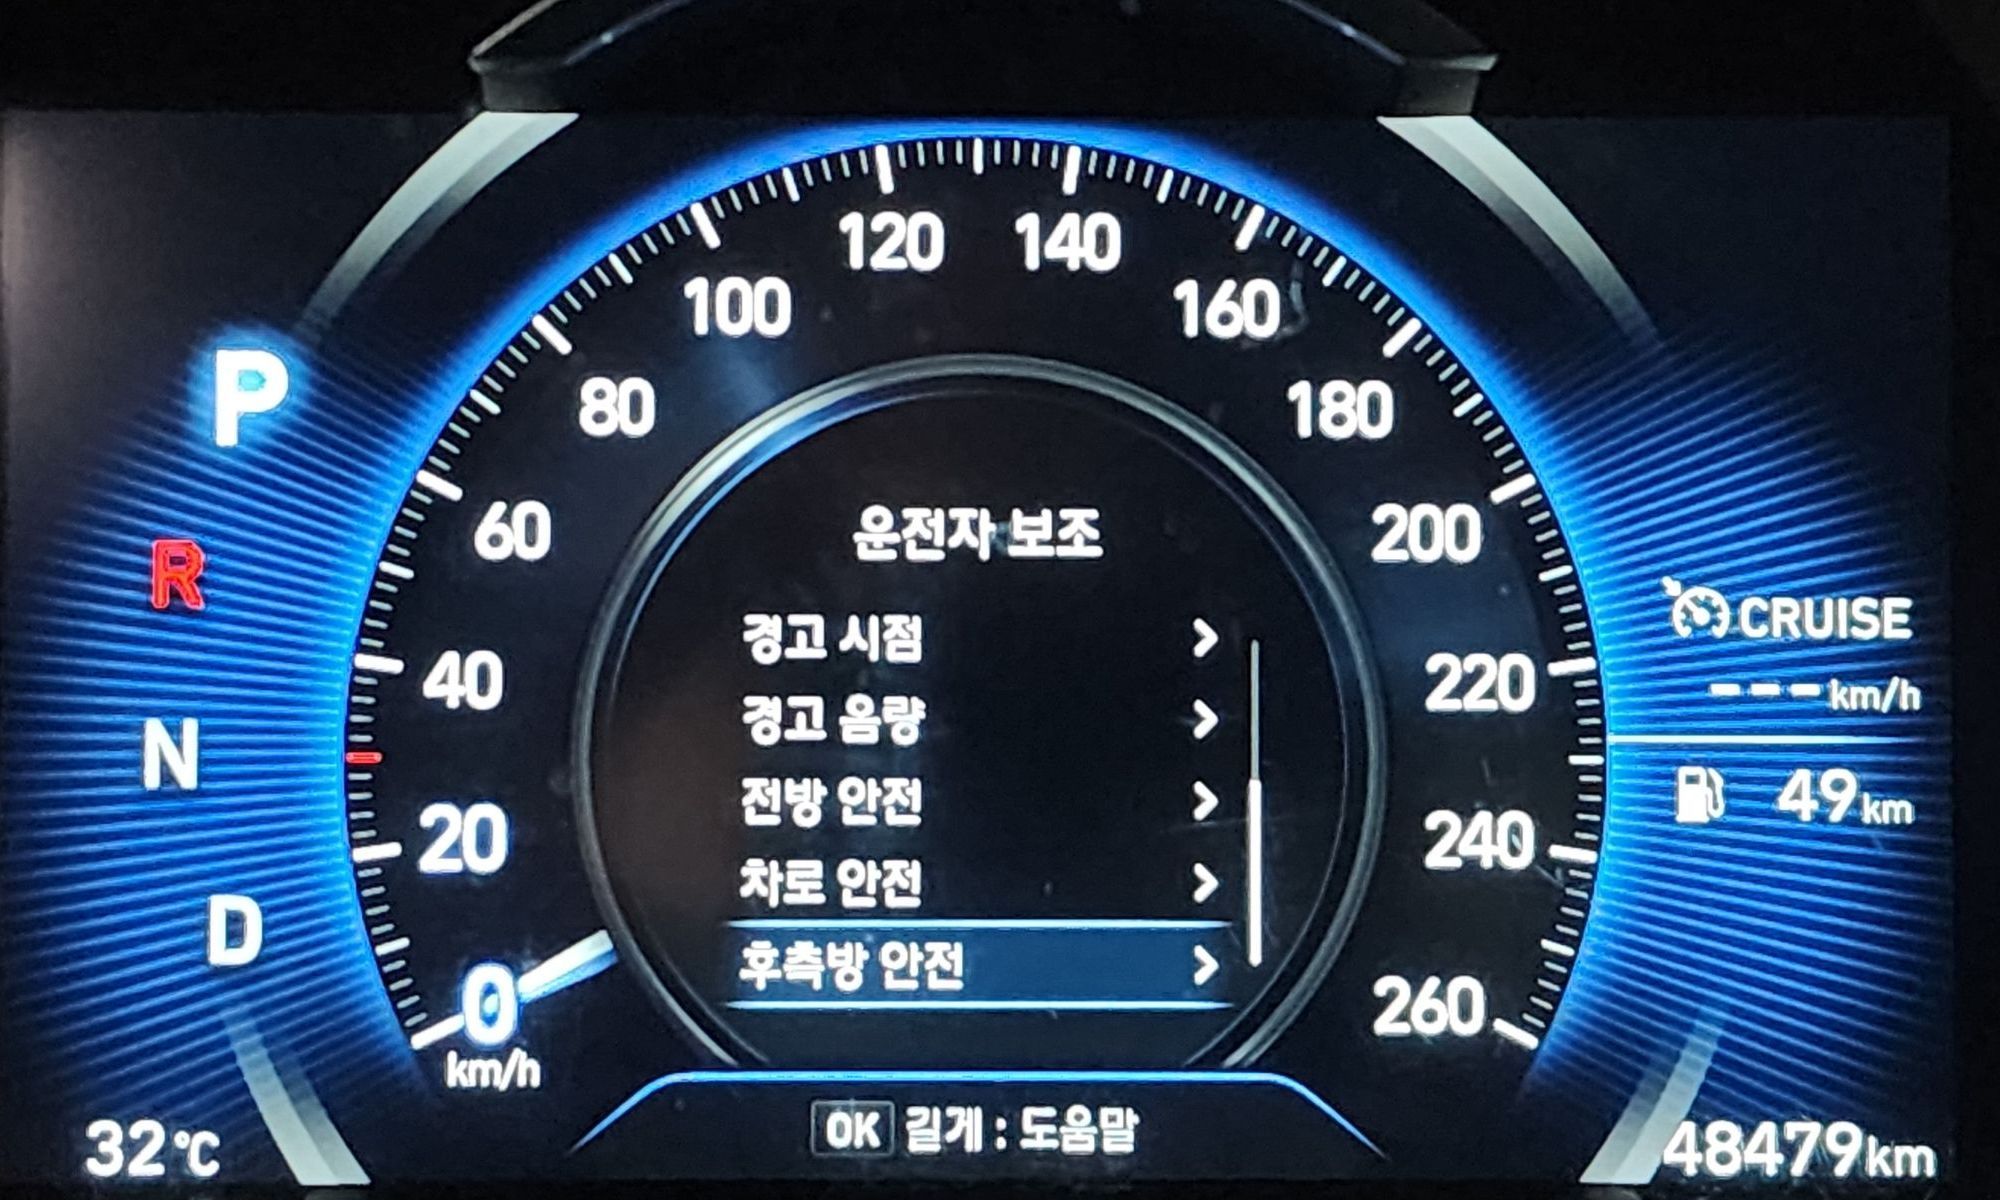 P
R
N
D
0
20
40
60
80
100
120
140
160
180
200
220
240
260
km/h
운전자 보조
경고 시점
경고 음량
전방 안전
차로 안전
후측방 안전
OK 길게 : 도움말
CRUISE
---km/h
49 km
32°C
48479km